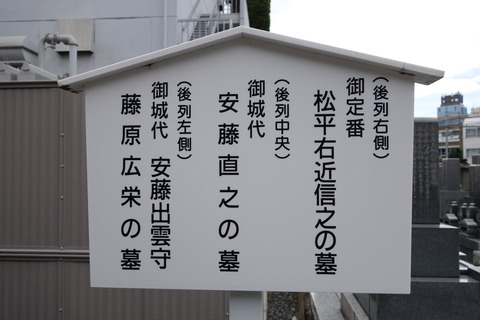 （後列右側）
御定番
松平右近信之の墓
（後列中央）
御城代
安藤直之の墓
（後列左側）
御城代 安藤出雲守
藤原広栄の墓